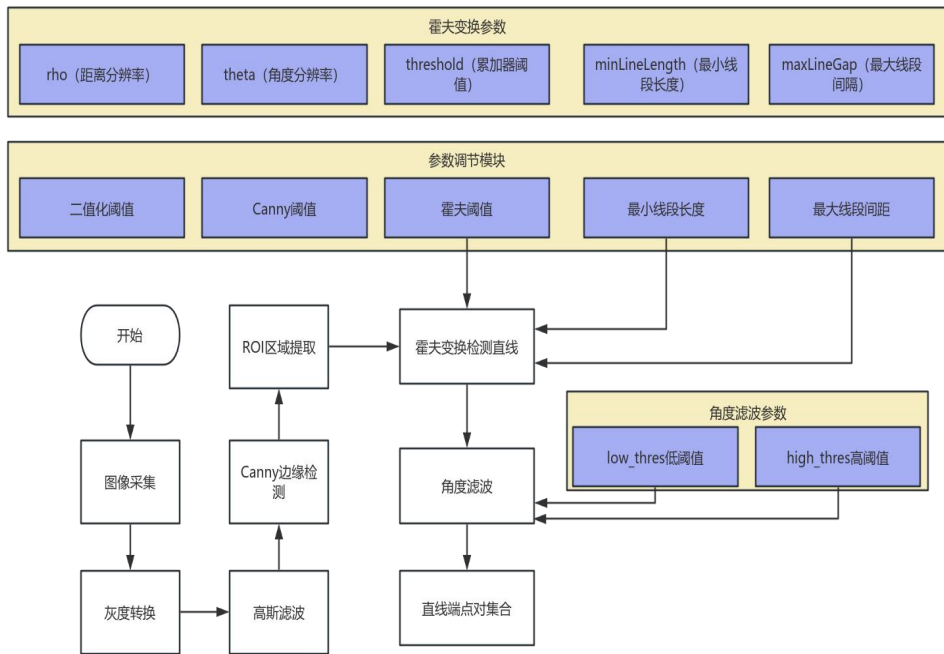 霍夫变换参数
rho（距离分辨率）
theta（角度分辨率）
threshold（累加器阈
值）
minLineLength（最小线
段长度）
maxLineGap（最大线段
间隔）
参数调节模块
二值化阈值
Canny阈值
霍夫阈值
最小线段长度
最大线段间距
开始
ROI区域提取
霍夫变换检测直线
角度滤波参数
low_thres低阈值
high_thres高阈值
图像采集
Canny边缘检
测
角度滤波
灰度转换
高斯滤波
直线端点对集合